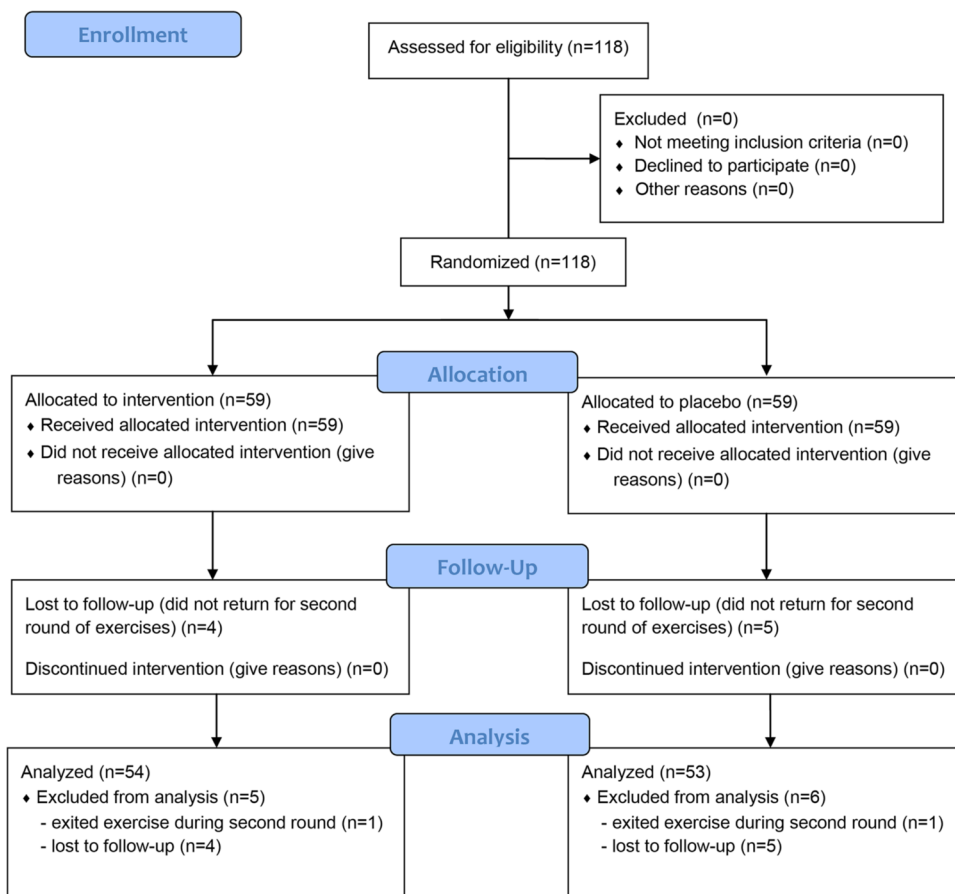 Enrollment
Assessed for eligibility (n=118)
Excluded (n=0)
♦ Not meeting inclusion criteria (n=0)
♦ Declined to participate (n=0)
♦ Other reasons (n=0)
Randomized (n=118)
Allocation
Allocated to intervention (n=59)
♦ Received allocated intervention (n=59)
♦ Did not receive allocated intervention (give
reasons) (n=0)
Allocated to placebo (n=59)
♦ Received allocated intervention (n=59)
♦ Did not receive allocated intervention (give
reasons) (n=0)
Follow-Up
Lost to follow-up (did not return for second
round of exercises) (n=4)
Discontinued intervention (give reasons) (n=0)
Lost to follow-up (did not return for second
round of exercises) (n=5)
Discontinued intervention (give reasons) (n=0)
Analysis
Analyzed (n=54)
♦ Excluded from analysis (n=5)
- exited exercise during second round (n=1)
- lost to follow-up (n=4)
Analyzed (n=53)
♦ Excluded from analysis (n=6)
- exited exercise during second round (n=1)
- lost to follow-up (n=5)